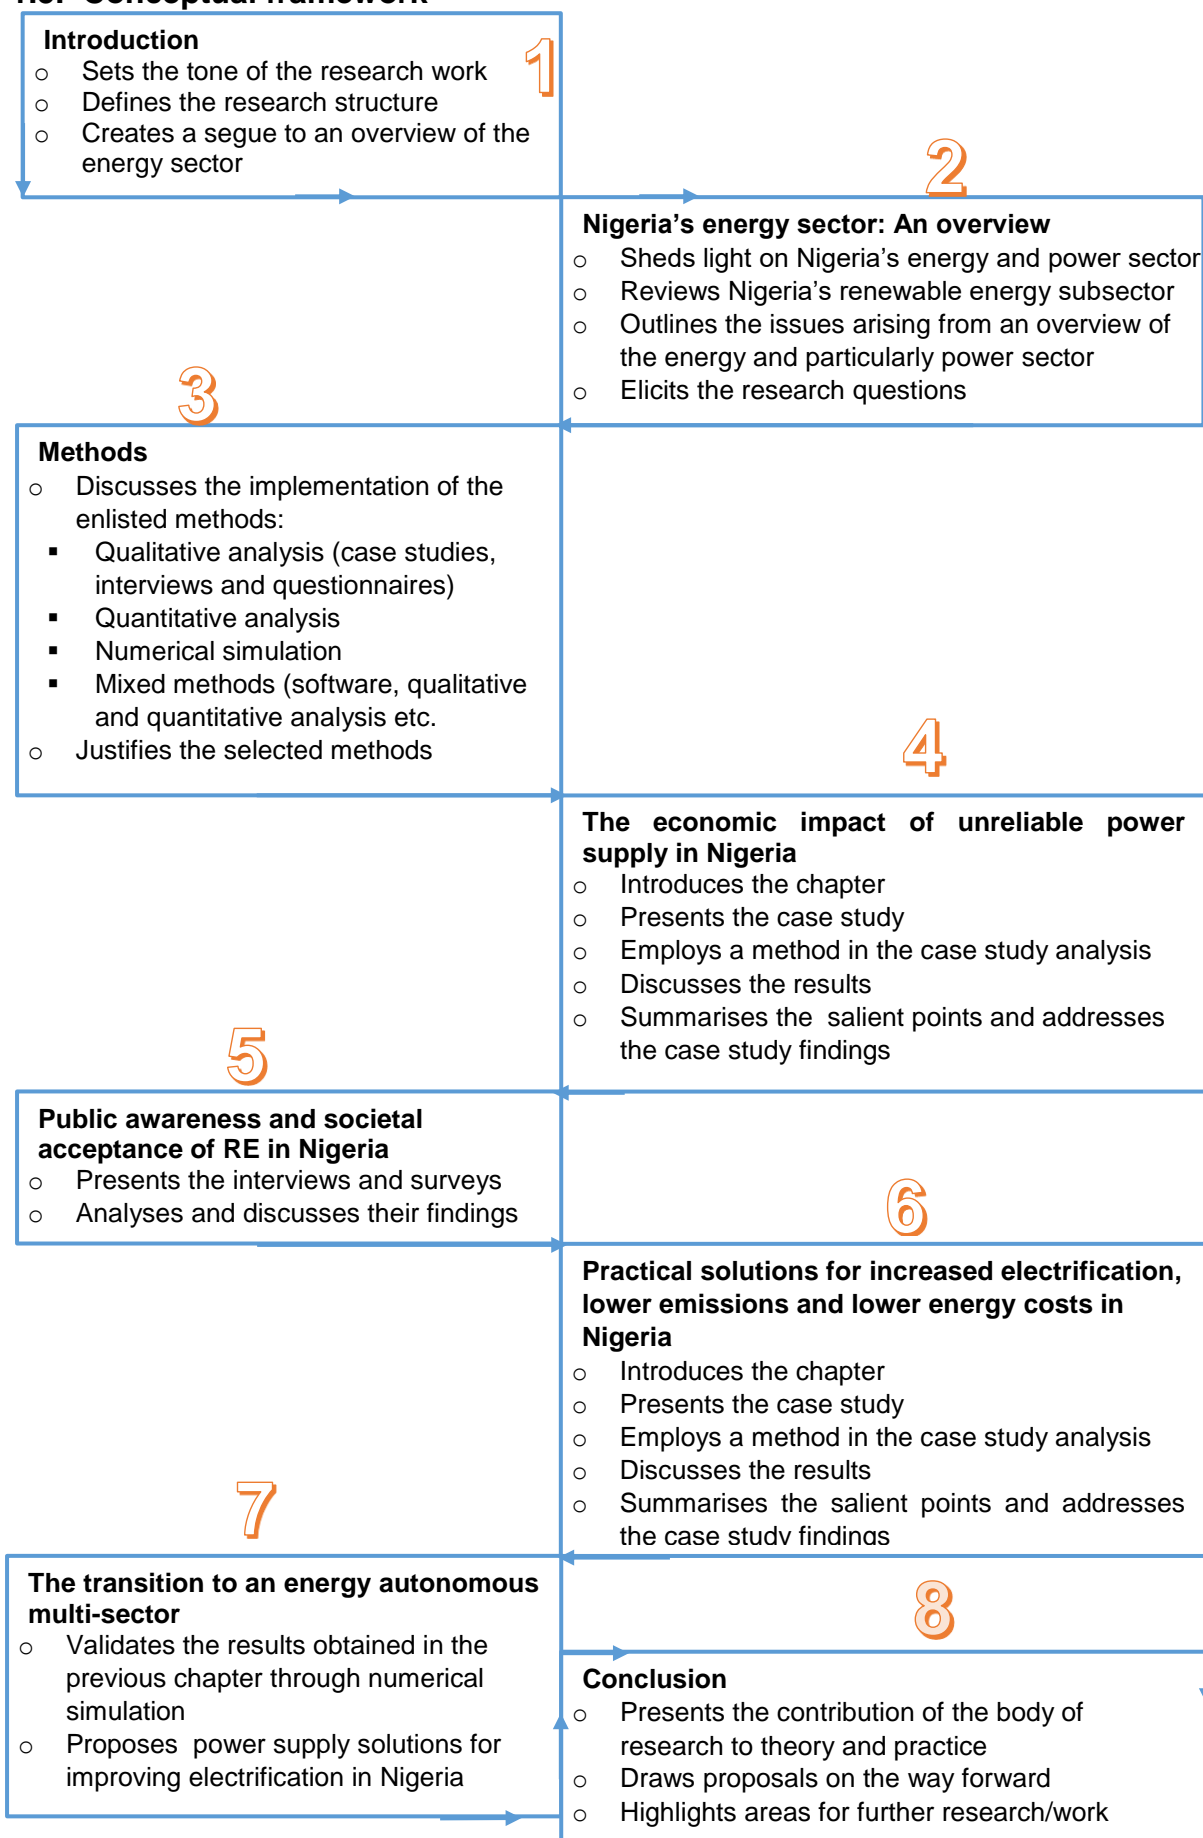 1.5. Conceptual framework
Introduction
1
o Sets the tone of the research work
o Defines the research structure
o Creates a segue to an overview of the
energy sector
2
Nigeria’s energy sector: An overview
o Sheds light on Nigeria’s energy and power sector
o Reviews Nigeria’s renewable energy subsector
o Outlines the issues arising from an overview of
the energy and particularly power sector
o Elicits the research questions
3
Methods
o Discusses the implementation of the
enlisted methods:
▪ Qualitative analysis (case studies,
interviews and questionnaires)
▪ Quantitative analysis
▪ Numerical simulation
▪ Mixed methods (software, qualitative
and quantitative analysis etc.
o Justifies the selected methods
4
The economic impact of unreliable power
supply in Nigeria
o Introduces the chapter
o Presents the case study
o Employs a method in the case study analysis
o Discusses the results
o Summarises the salient points and addresses
the case study findings
5
Public awareness and societal
acceptance of RE in Nigeria
o Presents the interviews and surveys
o Analyses and discusses their findings
6
Practical solutions for increased electrification,
lower emissions and lower energy costs in
Nigeria
o Introduces the chapter
o Presents the case study
o Employs a method in the case study analysis
o Discusses the results
o Summarises the salient points and addresses
the case study findings
7
The transition to an energy autonomous
multi-sector
o Validates the results obtained in the
previous chapter through numerical
simulation
o Proposes power supply solutions for
improving electrification in Nigeria
8
Conclusion
o Presents the contribution of the body of
research to theory and practice
o Draws proposals on the way forward
o Highlights areas for further research/work